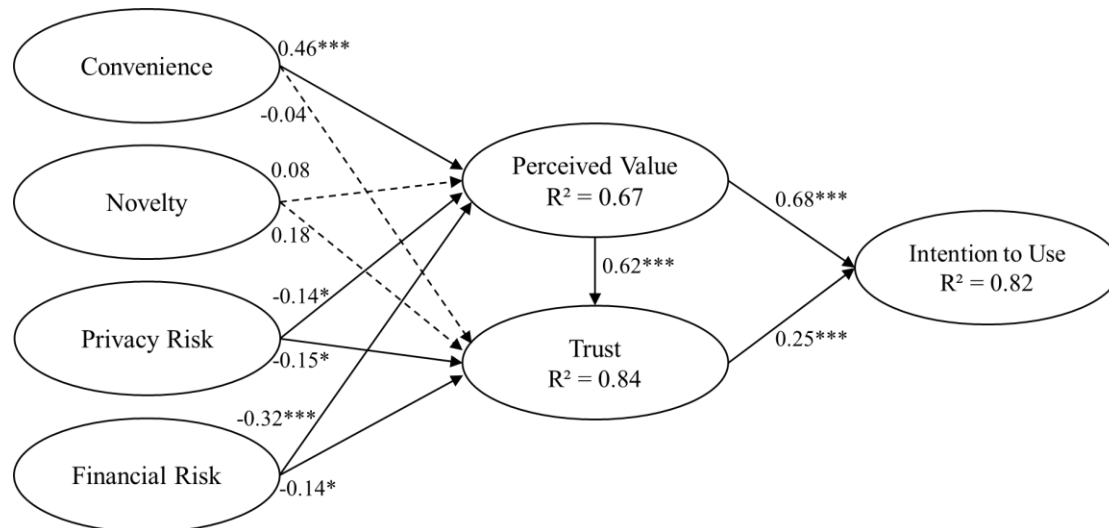 0.46***
Convenience
-0.04
Perceived Value
R² = 0.67
0.08
Novelty
0.68***
0.18
Intention to Use
R² = 0.82
0.62***
-0.14*
Privacy Risk
-0.15*
Trust
R² = 0.84
0.25***
-0.32***
Financial Risk
-0.14*